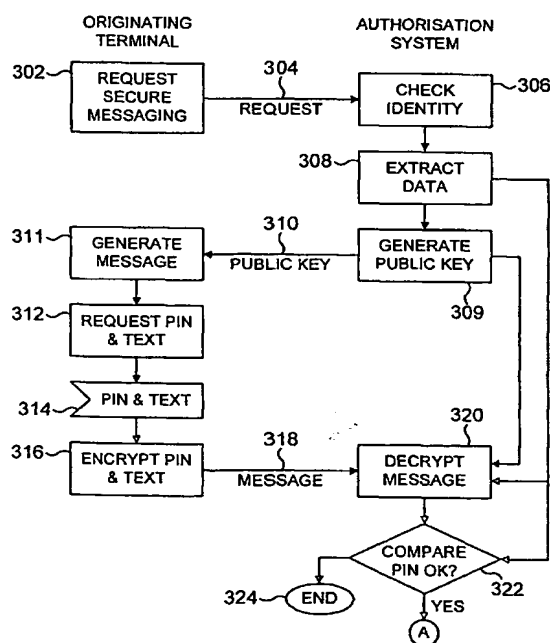 ORIGINATING
TERMINAL
AUTHORISATION
SYSTEM
302
REQUEST
SECURE
MESSAGING
304
REQUEST
CHECK
IDENTITY
306
308
EXTRACT
DATA
311
GENERATE
MESSAGE
310
PUBLIC KEY
GENERATE
PUBLIC KEY
309
312
REQUEST PIN
& TEXT
314
PIN & TEXT
316
ENCRYPT PIN
& TEXT
318
MESSAGE
320
DECRYPT
MESSAGE
COMPARE
PIN OK?
322
324
END
YES
A